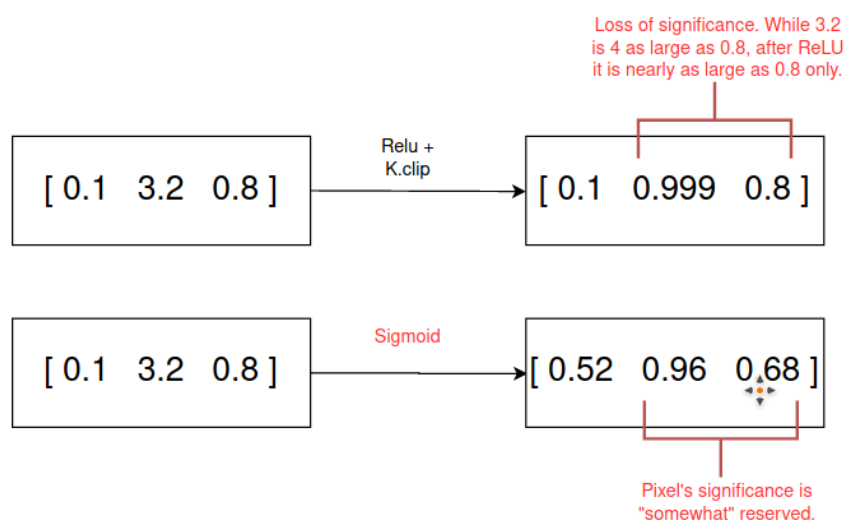 Loss of significance. While 3.2
is 4 as large as 0.8, after ReLU
it is nearly as large as 0.8 only.
Relu +
K.clip
[ 0.1 3.2 0.8 ]
[ 0.1 0.999 0.8 ]
Sigmoid
[ 0.1 3.2 0.8 ]
[ 0.52 0.96 0.68 ]
Pixel's significance is
"somewhat" reserved.